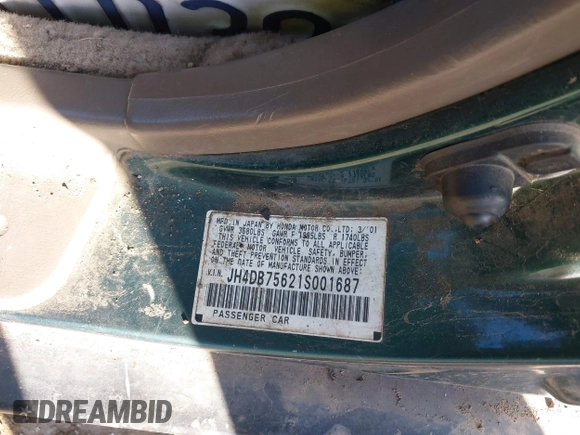 MFD. IN JAPAN BY HONDA MOTOR CO.,LTD. 3/'01
GVWR 3680LBS GAWR F 1985LBS R 1740LBS
THIS VEHICLE CONFORMS TO ALL APPLICABLE
FEDERAL MOTOR VEHICLE SAFETY, BUMPER,
AND THEFT PREVENTION STANDARDS IN EFFECT
ON THE DATE OF MANUFACTURE SHOWN ABOVE.
V.I.N. JH4DB75621S001687
PASSENGER CAR
DREAMBID